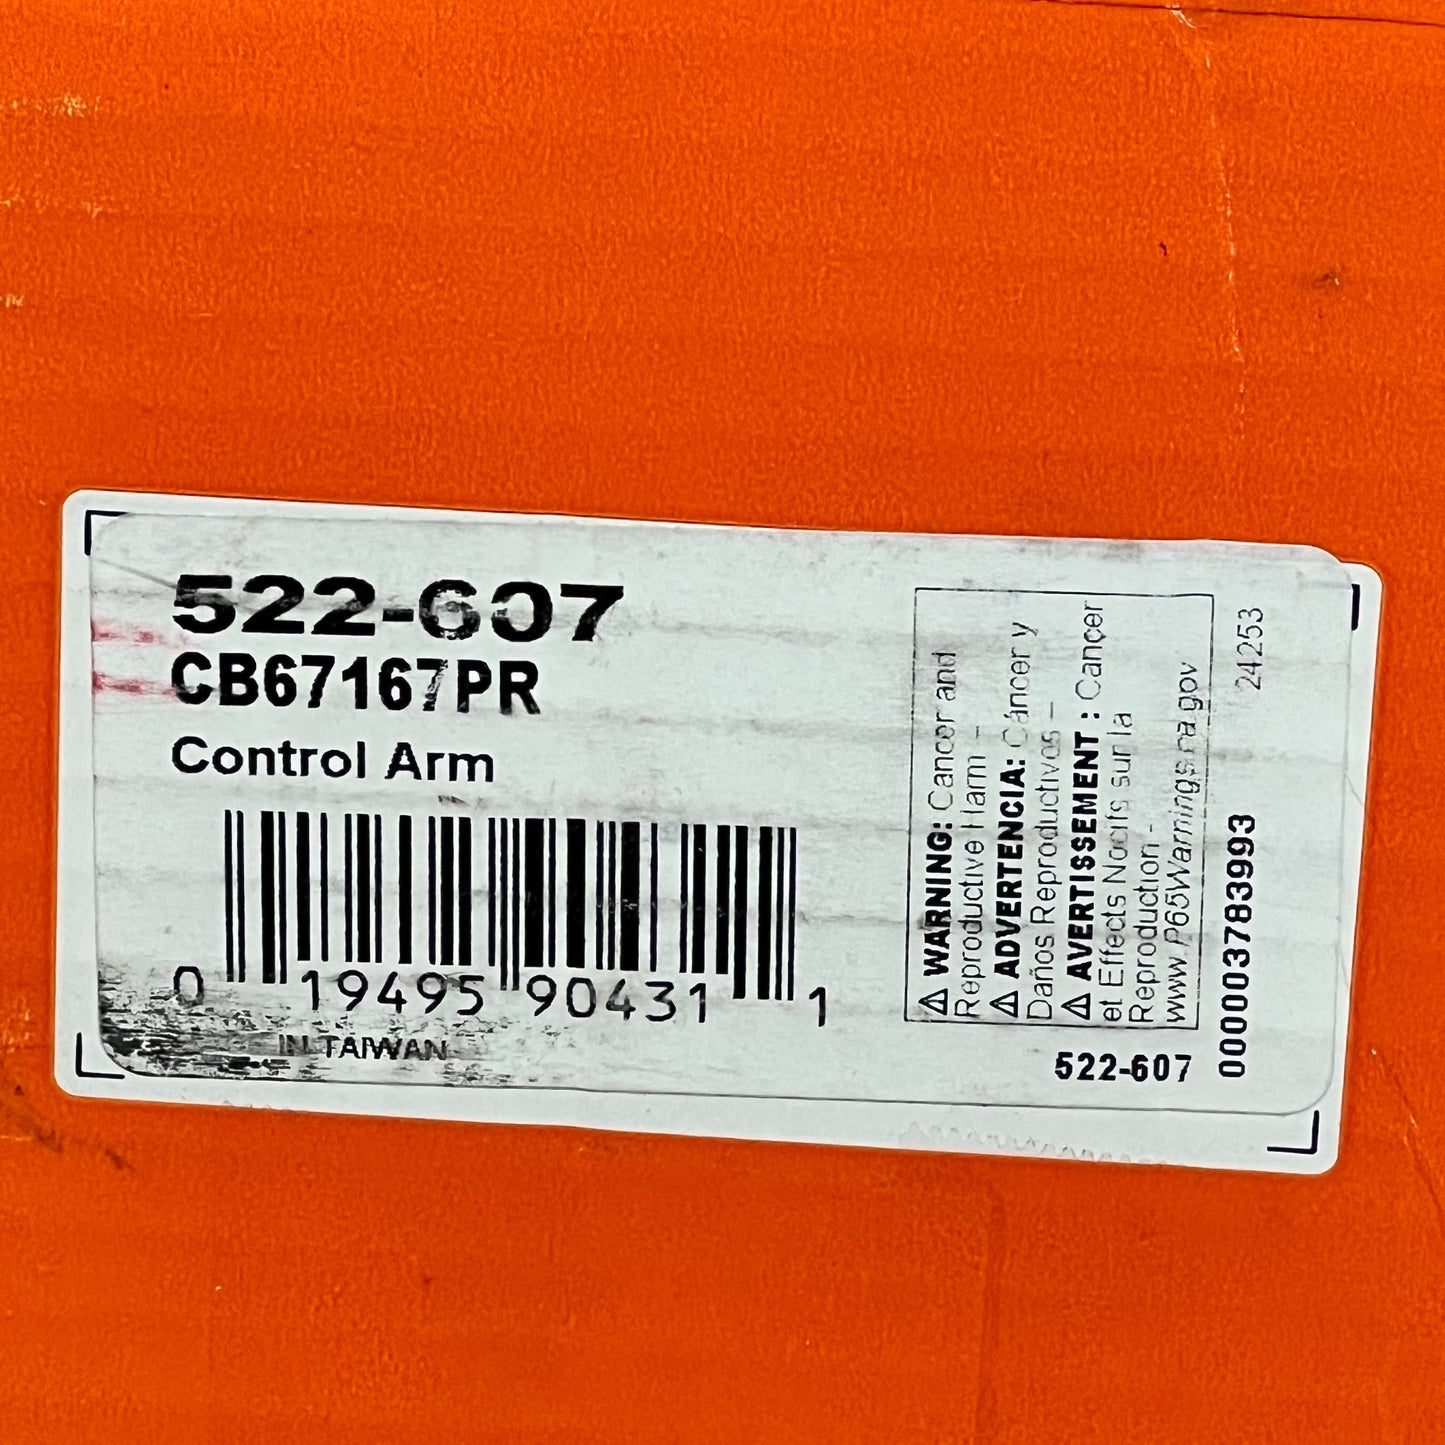 522-607
CB67167PR
Control Arm
0 19495 90431 1
IN TAIWAN
⚠ WARNING: Cancer and
Reproductive Harm -
⚠ ADVERTENCIA: Cáncer y
Daños Reproductivos –
⚠ AVERTISSEMENT : Cancer
et Effects Nocifs sur la
Reproduction -
www.P65Warnings.ca.gov
522-607
000003783993
24253